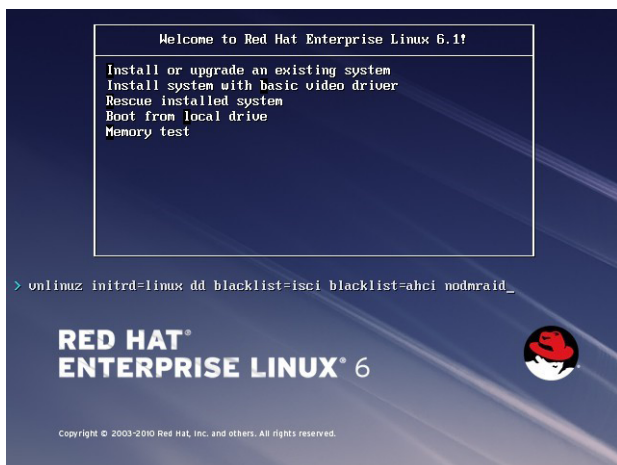 Welcome to Red Hat Enterprise Linux 6.1!
Install or upgrade an existing system
Install system with basic video driver
Rescue installed system
Boot from local drive
Memory test
> vmlinuz initrd=linux dd blacklist=isci blacklist=ahci nodmraid_
RED HAT®
ENTERPRISE LINUX® 6
Copyright © 2003-2010 Red Hat, Inc. and others. All rights reserved.